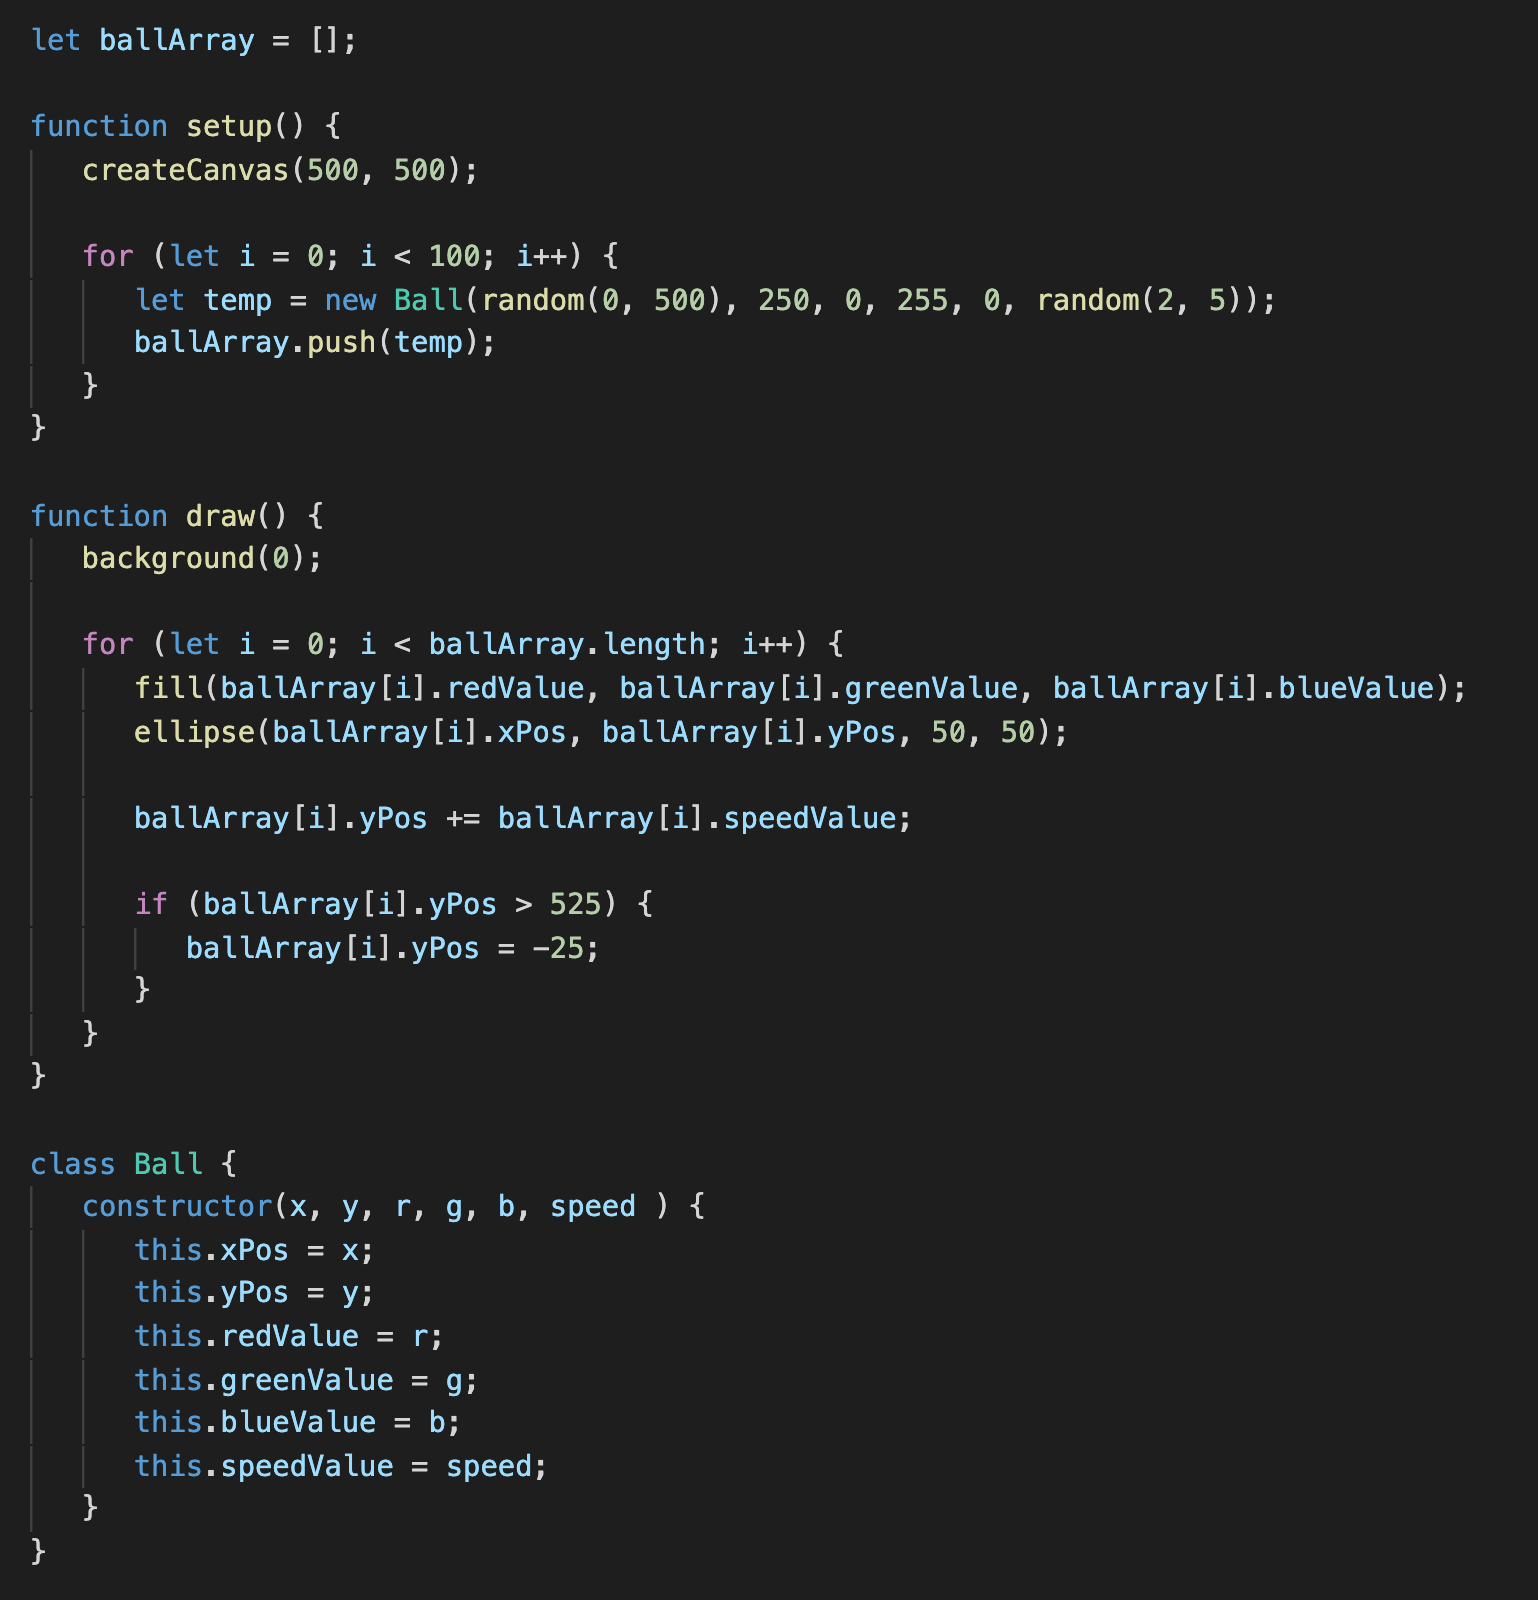 let ballArray = [];
function setup() {
createCanvas(500, 500);
for (let i = 0; i < 100; i++) {
let temp = new Ball(random(0, 500), 250, 0, 255, 0, random(2, 5));
ballArray.push(temp);
}
}
function draw() {
background(0);
for (let i = 0; i < ballArray.length; i++) {
fill(ballArray[i].redValue, ballArray[i].greenValue, ballArray[i].blueValue);
ellipse(ballArray[i].xPos, ballArray[i].yPos, 50, 50);
ballArray[i].yPos += ballArray[i].speedValue;
if (ballArray[i].yPos > 525) {
ballArray[i].yPos = -25;
}
}
}
class Ball {
constructor(x, y, r, g, b, speed ) {
this.xPos = x;
this.yPos = y;
this.redValue = r;
this.greenValue = g;
this.blueValue = b;
this.speedValue = speed;
}
}